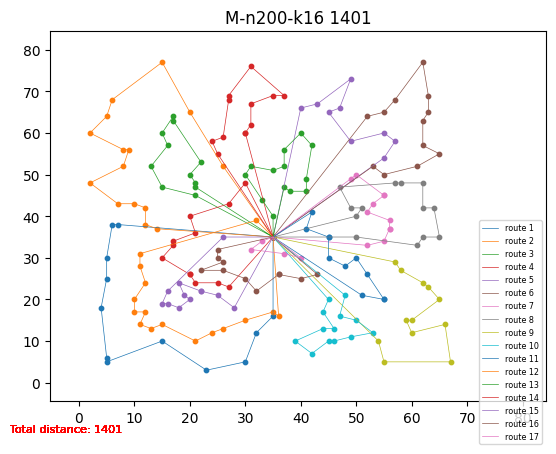 M-n200-k16 1401
80
70
60
50
40
30
20
10
0
0
10
20
30
40
50
60
70
80
route 1
route 2
route 3
route 4
route 5
route 6
route 7
route 8
route 9
route 10
route 11
route 12
route 13
route 14
route 15
route 16
route 17
Total distance: 1401